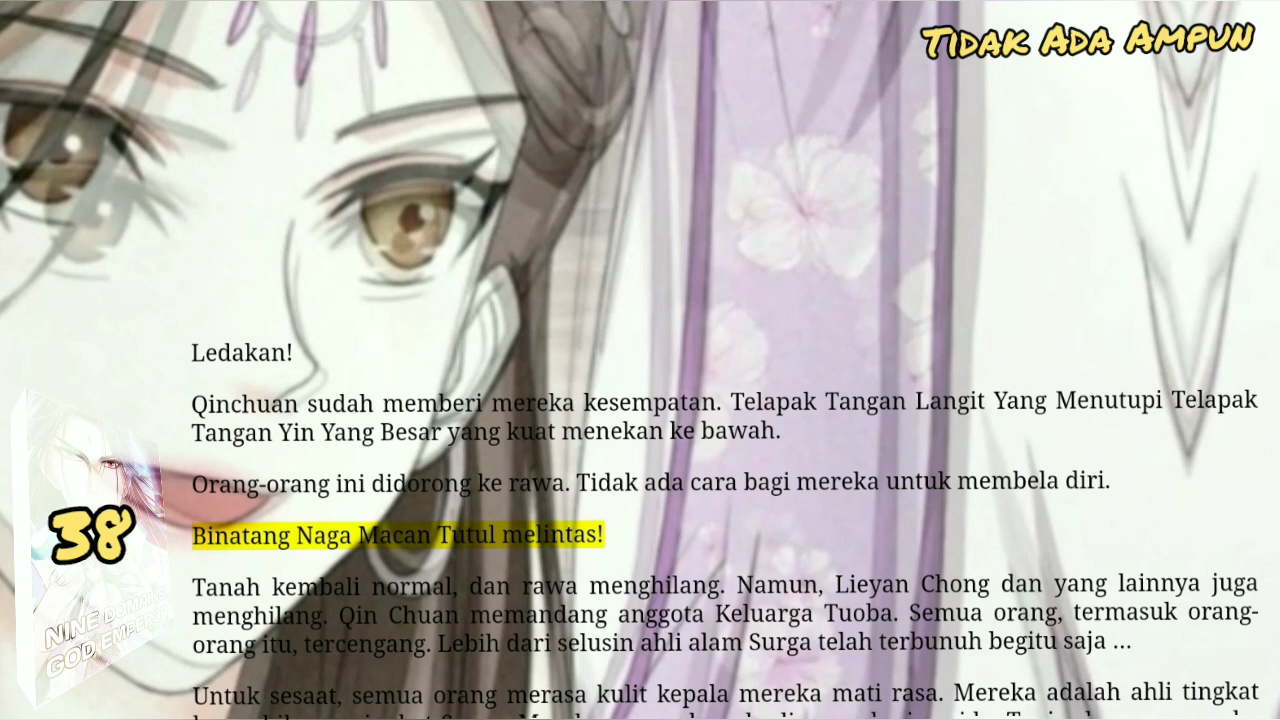 Tidak Ada Ampun
Ledakan!
Qinchuan sudah memberi mereka kesempatan. Telapak Tangan Langit Yang Menutupi Telapak
Tangan Yin Yang Besar yang kuat menekan ke bawah.
Orang-orang ini didorong ke rawa. Tidak ada cara bagi mereka untuk membela diri.
Binatang Naga Macan Tutul melintas!
Tanah kembali normal, dan rawa menghilang. Namun, Lieyan Chong dan yang lainnya juga
menghilang. Qin Chuan memandang anggota Keluarga Tuoba. Semua orang, termasuk orang-
orang itu, tercengang. Lebih dari selusin ahli alam Surga telah terbunuh begitu saja ...
Untuk sesaat, semua orang merasa kulit kepala mereka mati rasa. Mereka adalah ahli tingkat
38
NINE DOMAINS
GOD EMPEROR